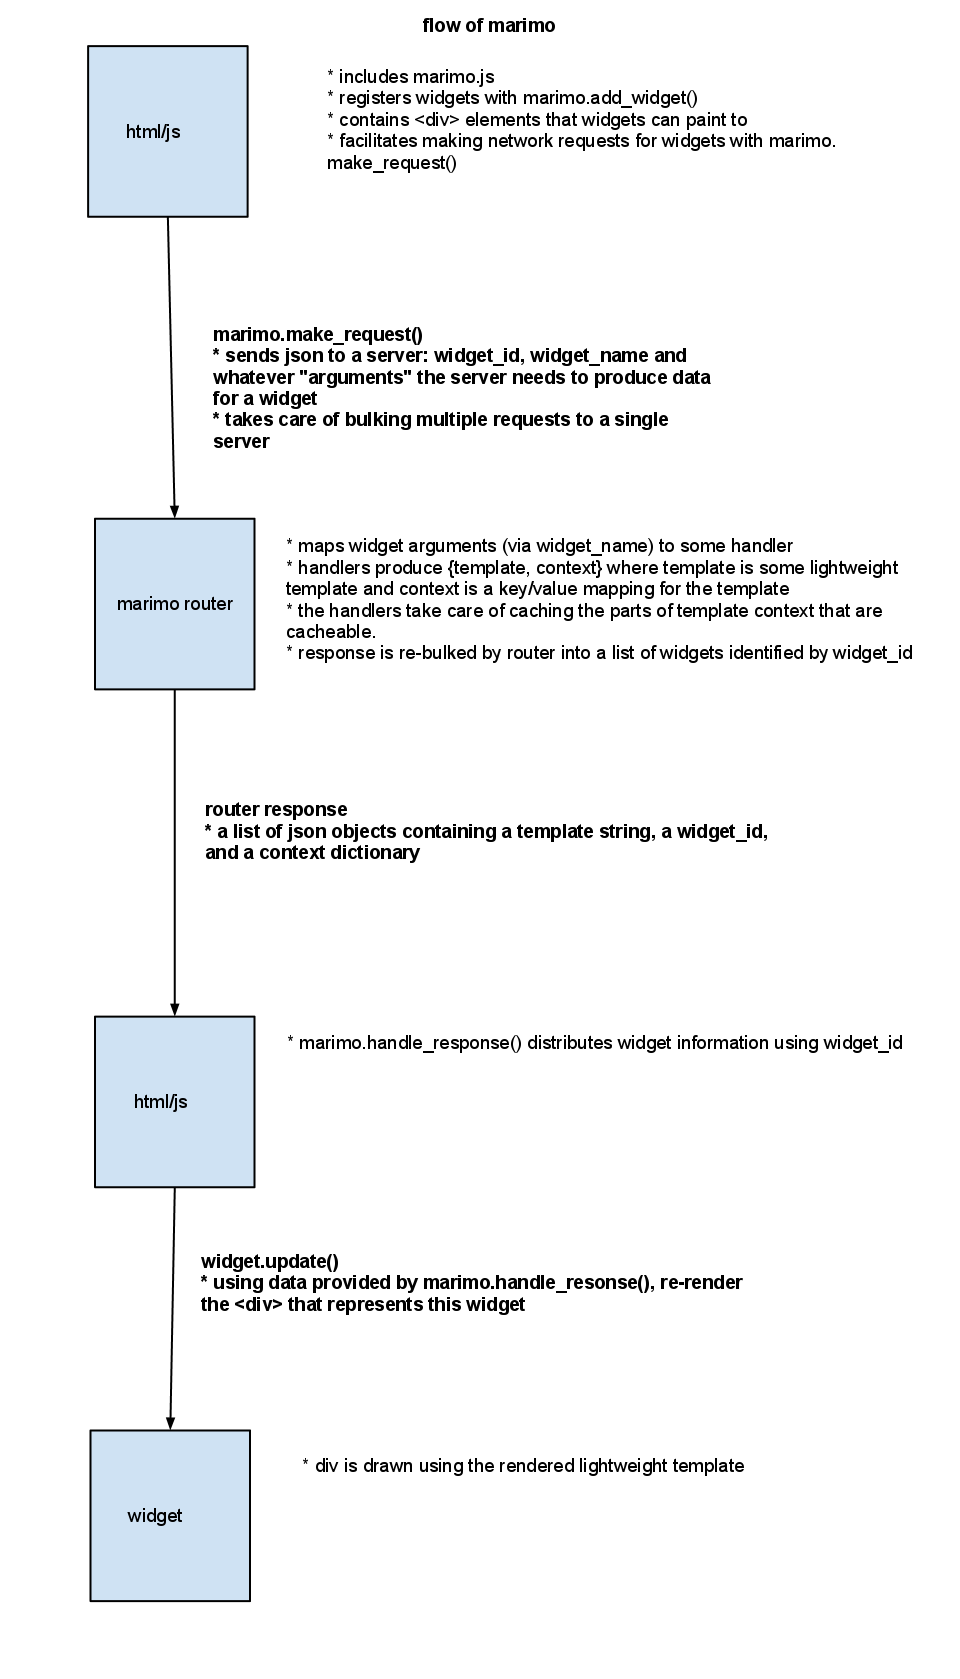 flow of marimo
html/js
* includes marimo.js
* registers widgets with marimo.add_widget()
* contains <div> elements that widgets can paint to
* facilitates making network requests for widgets with marimo.
make_request()
marimo.make_request()
* sends json to a server: widget_id, widget_name and
whatever "arguments" the server needs to produce data
for a widget
* takes care of bulking multiple requests to a single
server
marimo router
* maps widget arguments (via widget_name) to some handler
* handlers produce {template, context} where template is some lightweight
template and context is a key/value mapping for the template
* the handlers take care of caching the parts of template context that are
cacheable.
* response is re-bulked by router into a list of widgets identified by widget_id
router response
* a list of json objects containing a template string, a widget_id,
and a context dictionary
html/js
* marimo.handle_response() distributes widget information using widget_id
widget.update()
* using data provided by marimo.handle_resonse(), re-render
the <div> that represents this widget
widget
* div is drawn using the rendered lightweight template